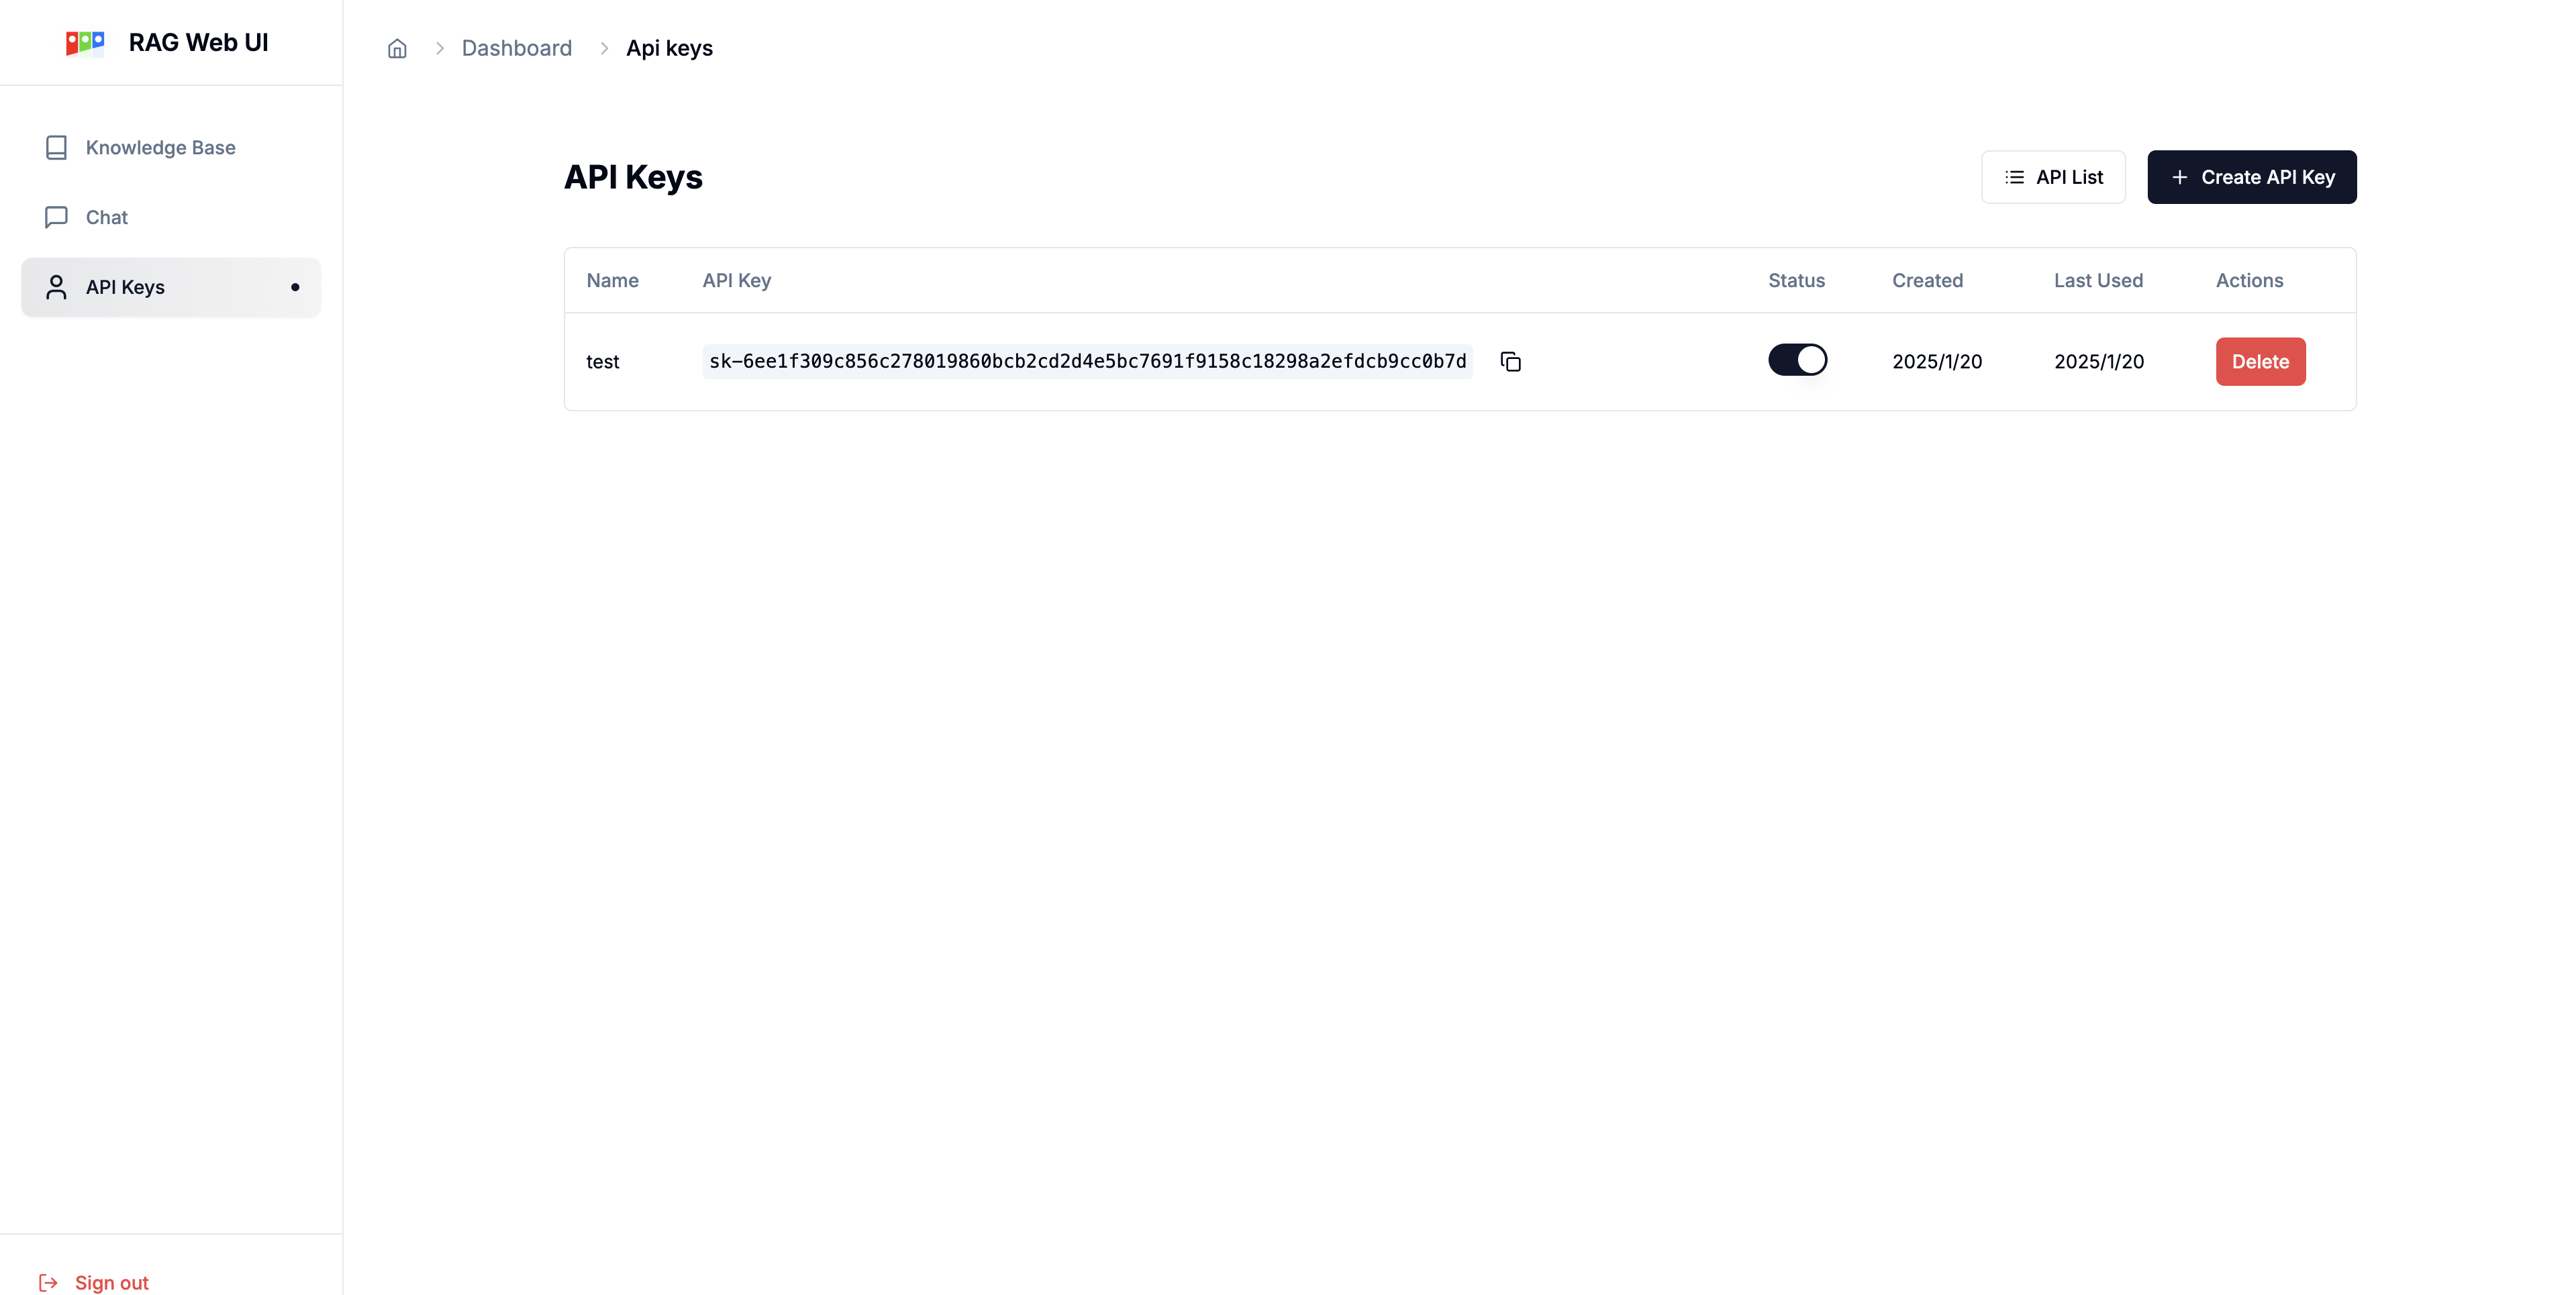 RAG Web UI
Dashboard
Api keys
Knowledge Base
Chat
API Keys
API Keys
API List
Create API Key
Name API Key Status Created Last Used Actions
test sk-6ee1f309c856c278019860bcb2cd2d4e5bc7691f9158c18298a2efdcb9cc0b7d 2025/1/20 2025/1/20 Delete
Sign out